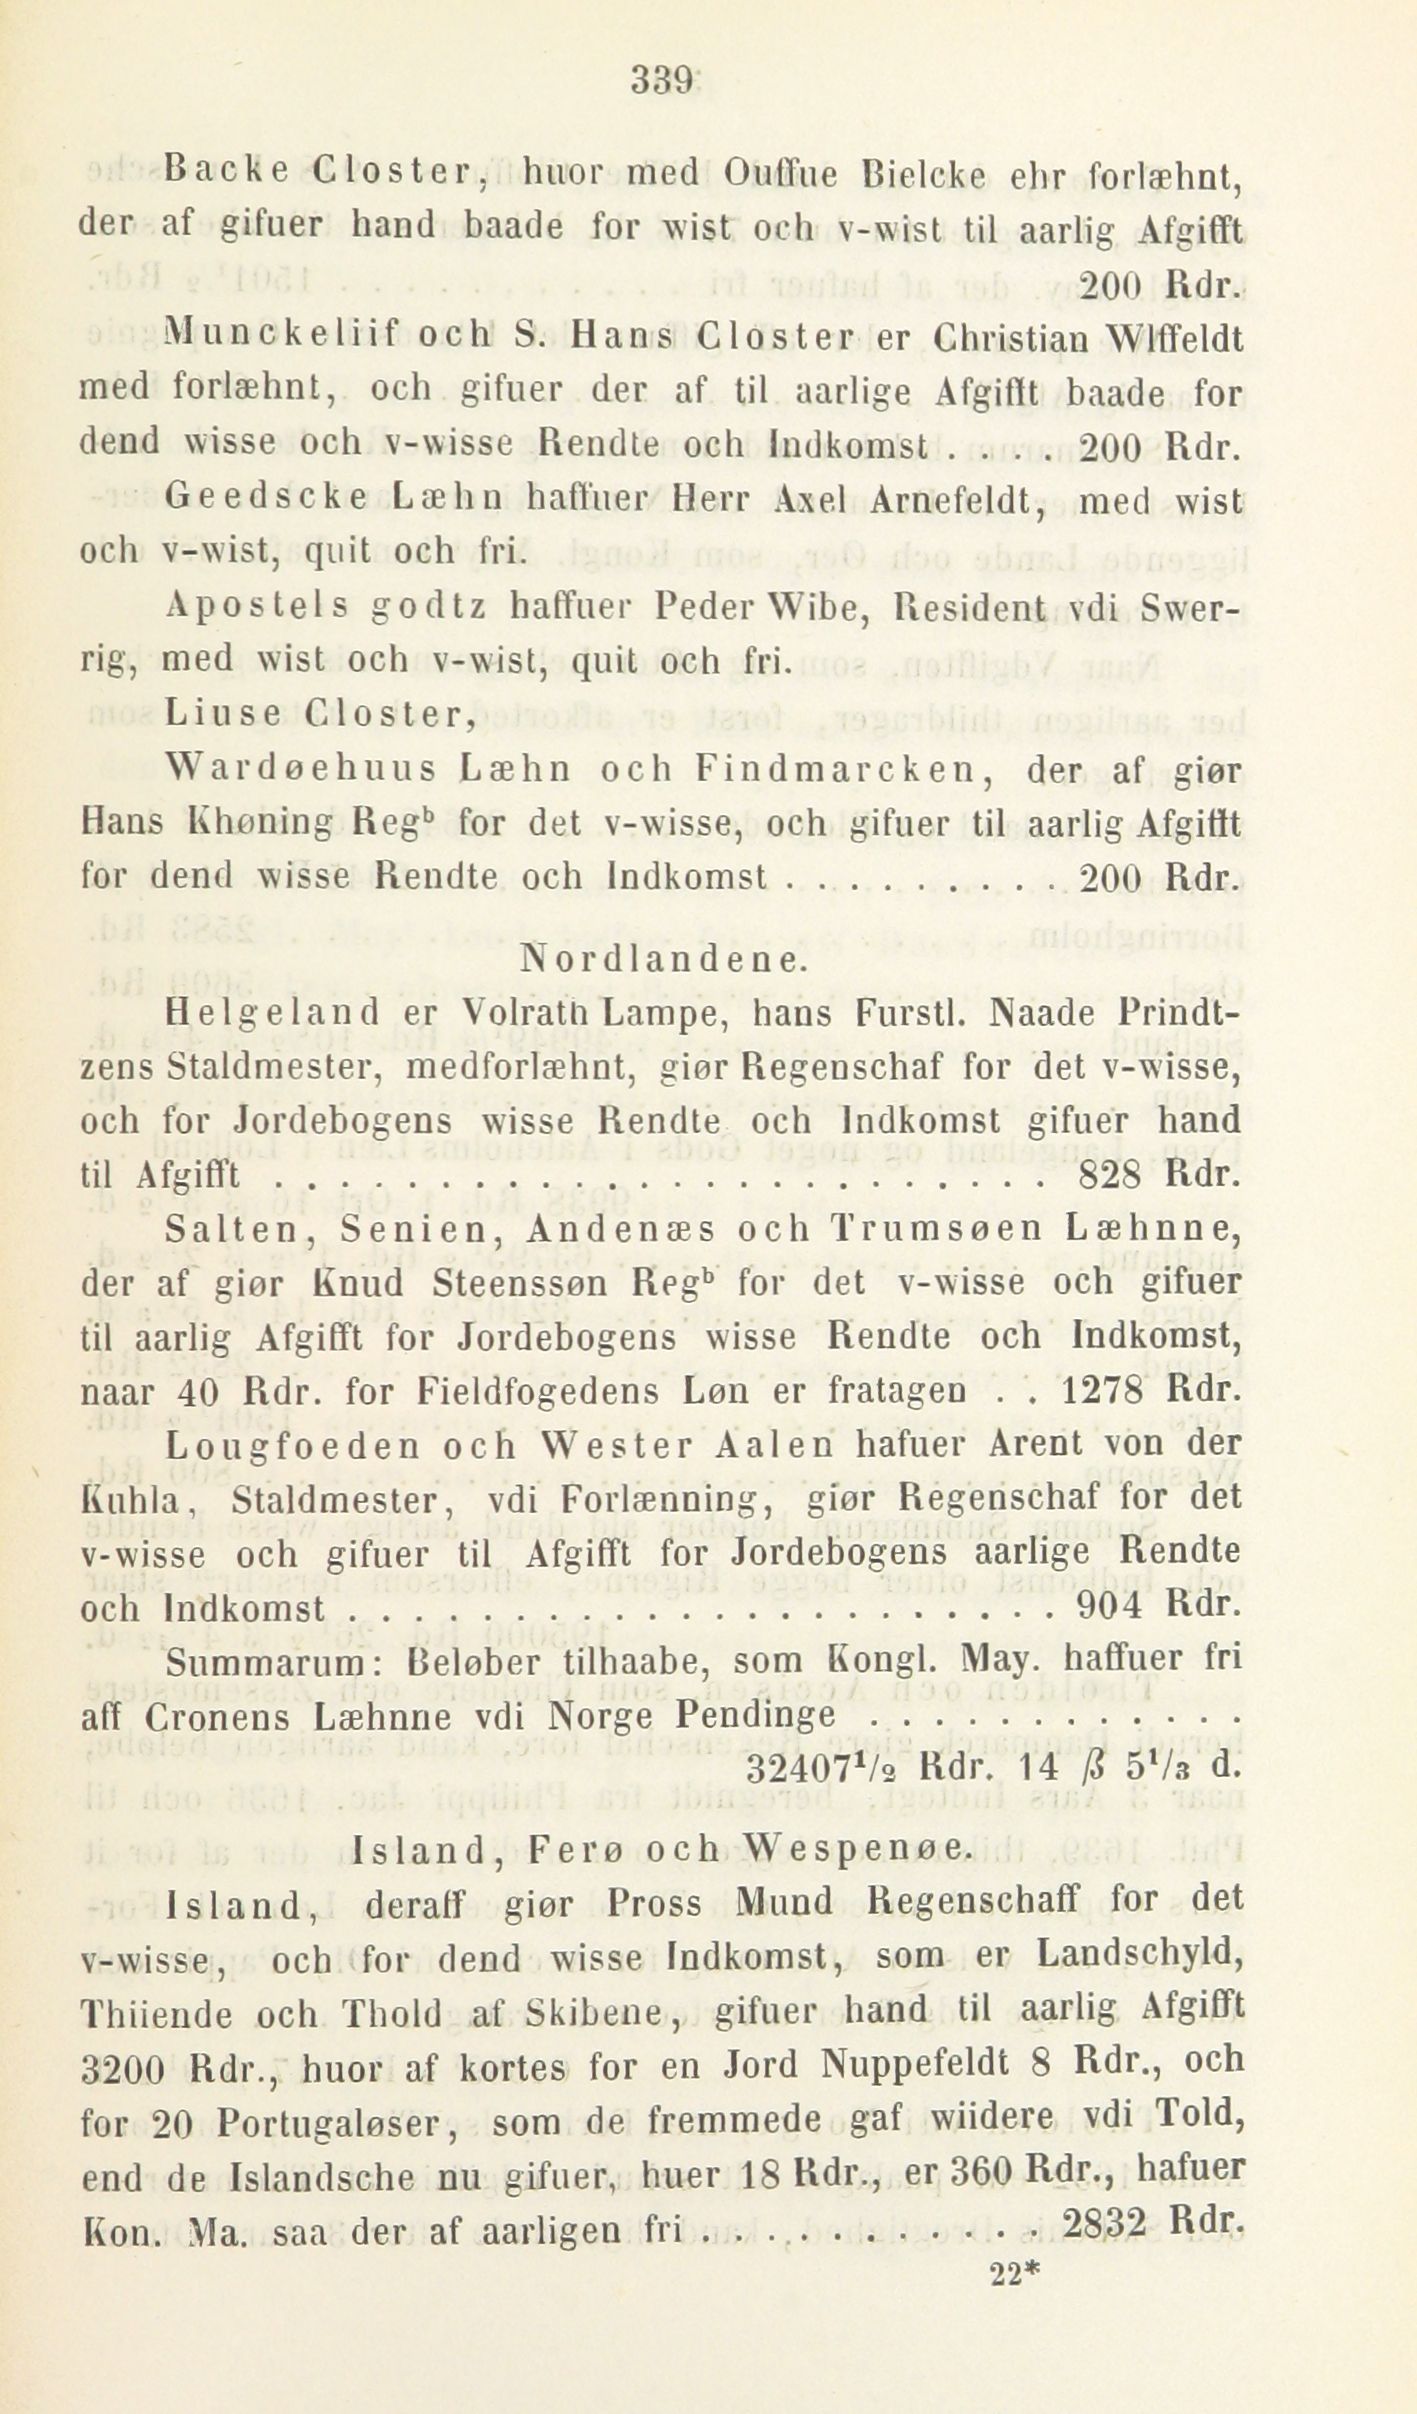 339
Backe Closter, huor med Ouffue Bielcke ehr forlæhnt,
der af gifuer hand baade for wist och v-wist til aarlig Afgifft
200 Rdr.
Munckeliif och S. Hans Closter er Christian Wlffeldt
med forlæhnt, och gifuer der af til aarlige Afgifft baade for
dend wisse och v-wisse Rendte och Indkomst . . . . 200 Rdr.
Geedscke Læhn haffuer Herr Axel Arnefeldt, med wist
och v-wist, quit och fri.
Apostels godtz haffuer Peder Wibe, Resident vdi Swer-
rig, med wist och v-wist, quit och fri.
Liuse Closter,
Wardøehuus Læhn och Findmarcken, der af giør
Hans Khøning Regᵇ for det v-wisse, och gifuer til aarlig Afgifft
for dend wisse Rendte och Indkomst . . . . . . . . . 200 Rdr.
Nordlandene.
Helgeland er Volrath Lampe, hans Furstl. Naade Prindt-
zens Staldmester, medforlæhnt, giør Regenschaf for det v-wisse,
och for Jordebogens wisse Rendte och Indkomst gifuer hand
til Afgifft . . . . . . . . . . . . . . . . . . . . . . . . 828 Rdr.
Salten, Senien, Andenæs och Trumsøen Læhnne,
der af giør Knud Steenssøn Regᵇ for det v-wisse och gifuer
til aarlig Afgifft for Jordebogens wisse Rendte och Indkomst,
naar 40 Rdr. for Fieldfogedens Løn er fratagen . . 1278 Rdr.
Lougfoeden och Wester Aalen hafuer Arent von der
Kuhla, Staldmester, vdi Forlænning, giør Regenschaf for det
v-wisse och gifuer til Afgifft for Jordebogens aarlige Rendte
och Indkomst . . . . . . . . . . . . . . . . . . . . . . 904 Rdr.
Summarum: Beløber tilhaabe, som Kongl. May. haffuer fri
aff Cronens Læhnne vdi Norge Pendinge . . . . . . . . . . . .
32407¹/₂ Rdr. 14 ß 5¹/₃ d.
Island, Ferø och Wespenøe.
Island, deraff giør Pross Mund Regenschaff for det
v-wisse, och for dend wisse Indkomst, som er Landschyld,
Thiiende och Thold af Skibene, gifuer hand til aarlig Afgifft
3200 Rdr., huor af kortes for en Jord Nuppefeldt 8 Rdr., och
for 20 Portugaløser, som de fremmede gaf wiidere vdi Told,
end de Islandsche nu gifuer, huer 18 Rdr., er 360 Rdr., hafuer
Kon. Ma. saa der af aarligen fri . . . . . . . . . . . 2832 Rdr.
22*